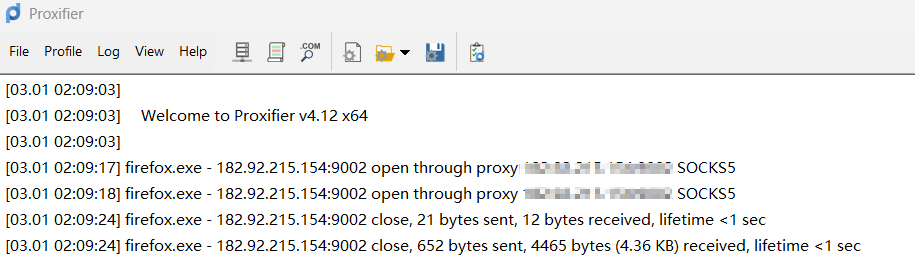 Proxifier
File Profile Log View Help .COM
[03.01 02:09:03]
[03.01 02:09:03] Welcome to Proxifier v4.12 x64
[03.01 02:09:03]
[03.01 02:09:17] firefox.exe - 182.92.215.154:9002 open through proxy SOCKS5
[03.01 02:09:18] firefox.exe - 182.92.215.154:9002 open through proxy SOCKS5
[03.01 02:09:24] firefox.exe - 182.92.215.154:9002 close, 21 bytes sent, 12 bytes received, lifetime <1 sec
[03.01 02:09:24] firefox.exe - 182.92.215.154:9002 close, 652 bytes sent, 4465 bytes (4.36 KB) received, lifetime <1 sec